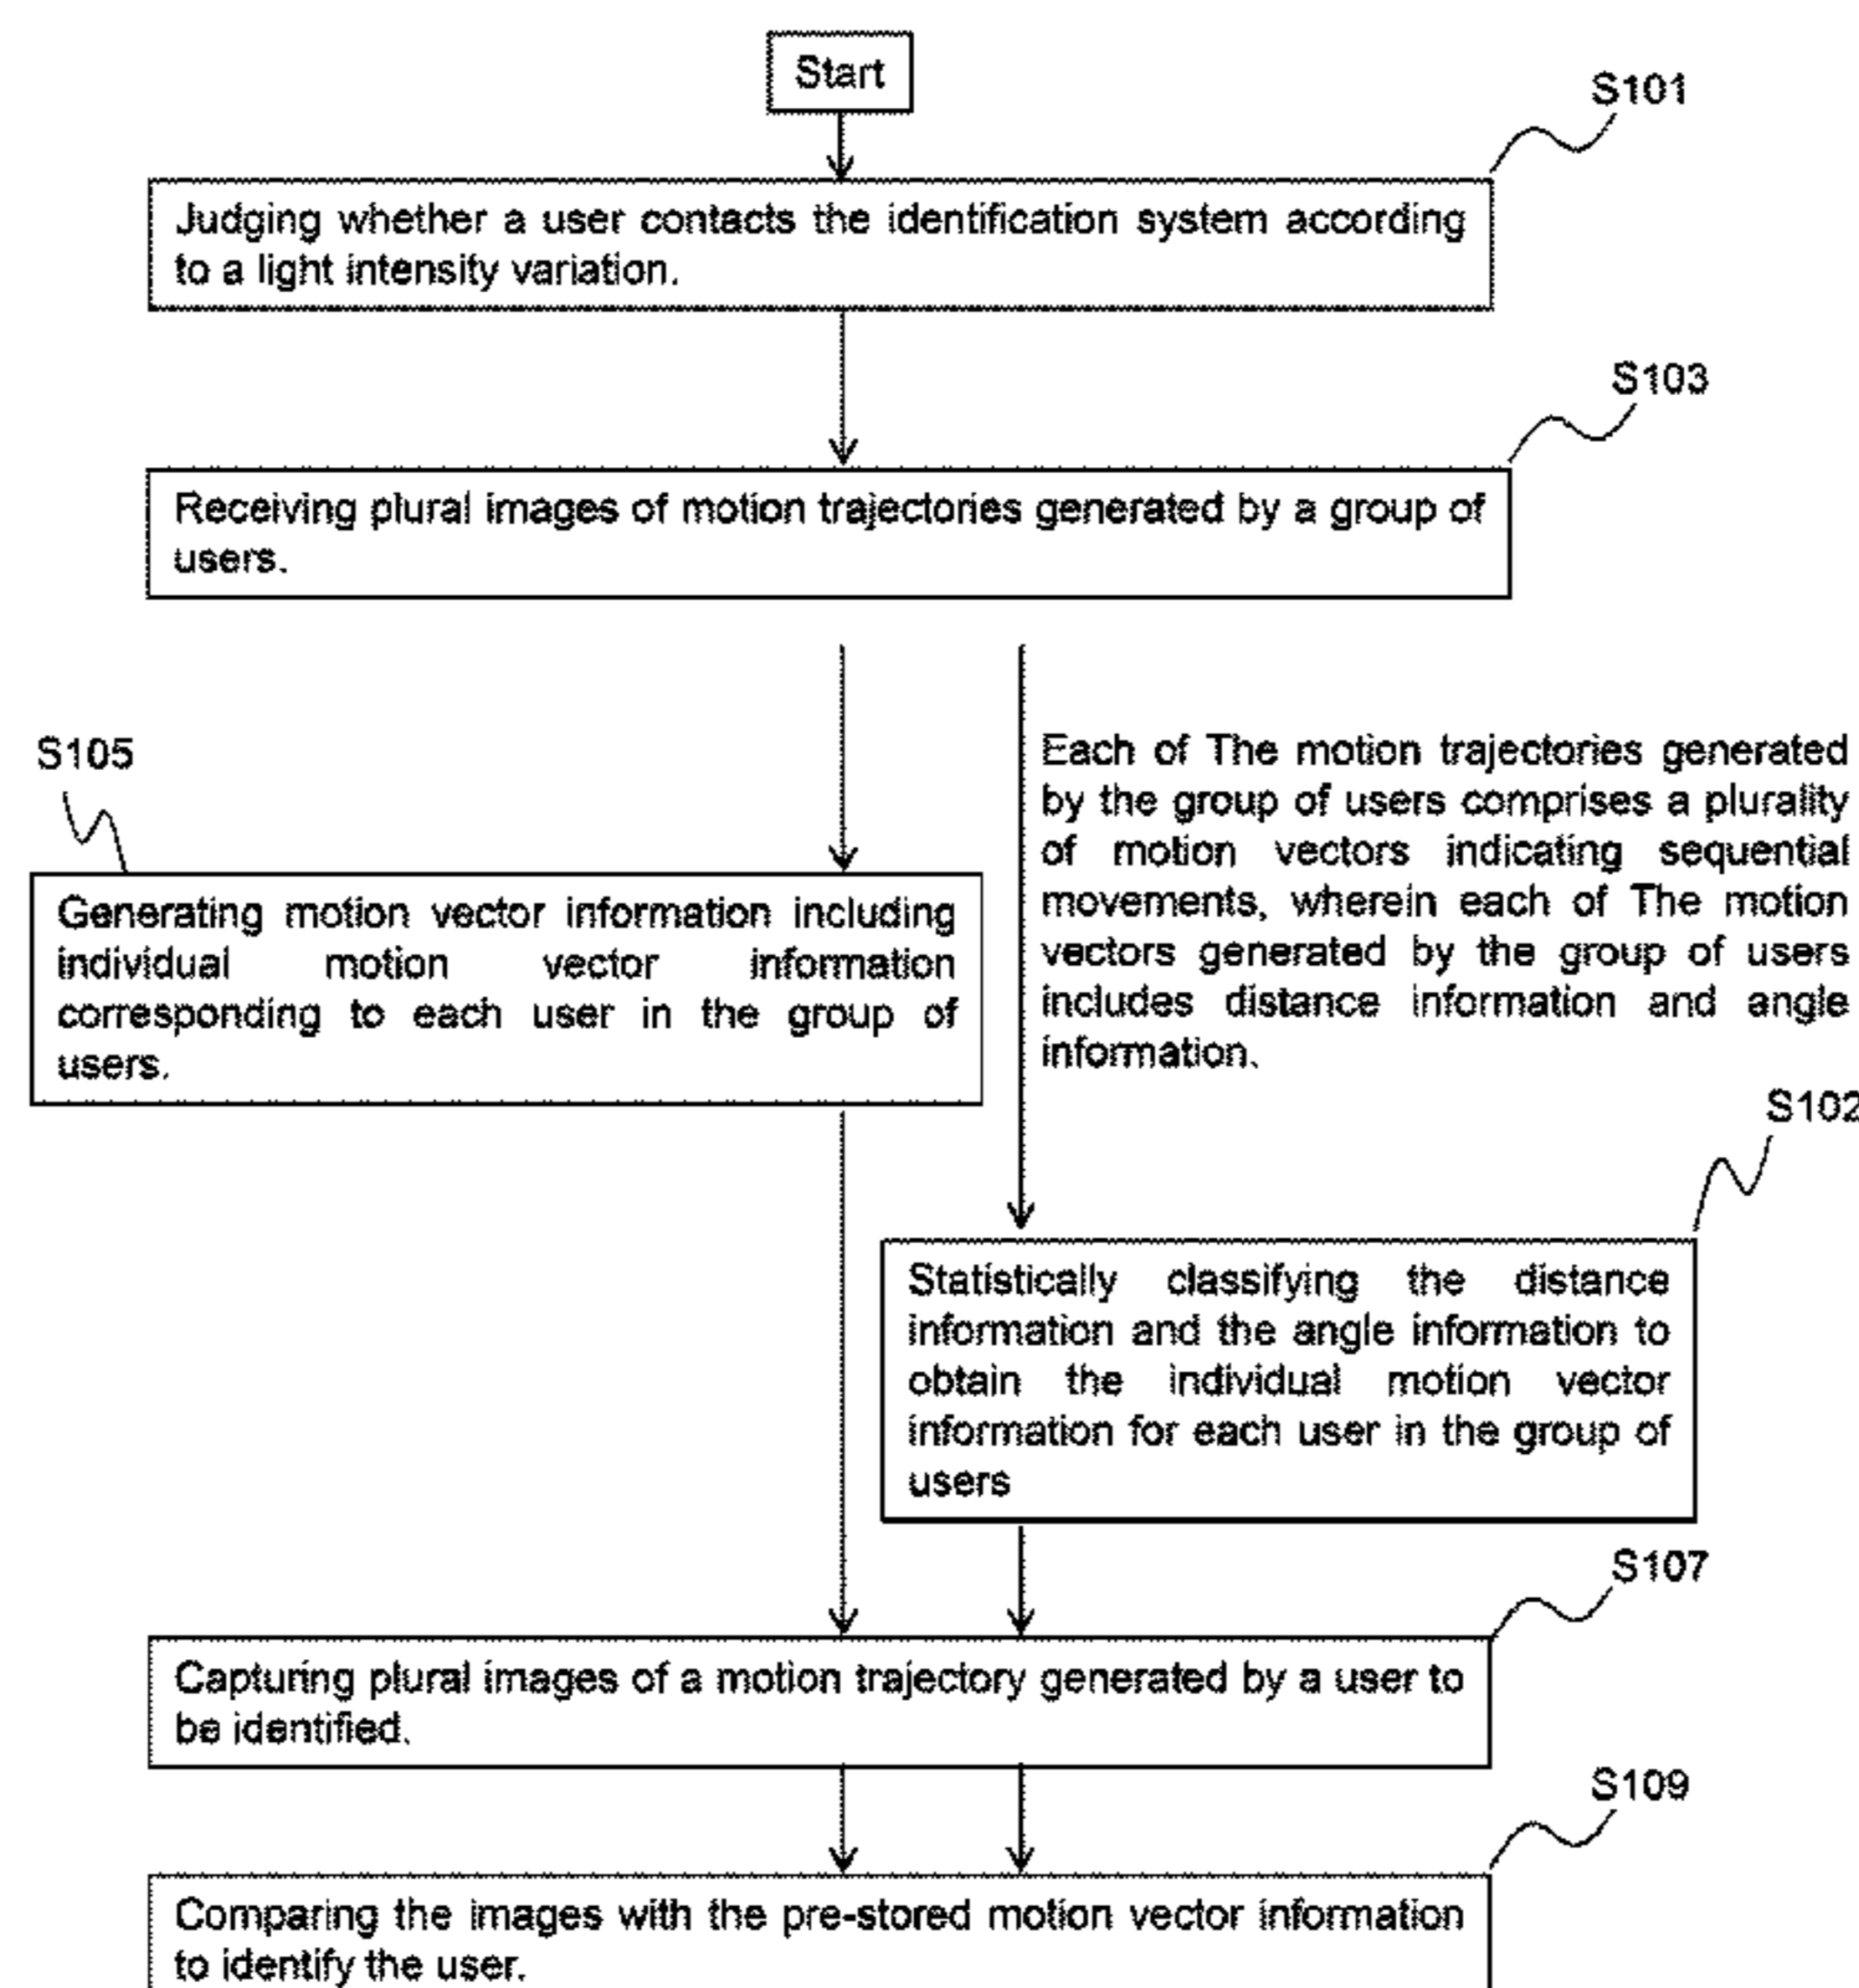 Start
S101
Judging whether a user contacts the identification system according
to a light intensity variation.
S103
Receiving plural images of motion trajectories generated by a group of
users.
S105
Generating motion vector information including
individual motion vector information
corresponding to each user in the group of
users.
Each of The motion trajectories generated
by the group of users comprises a plurality
of motion vectors indicating sequential
movements, wherein each of The motion
vectors generated by the group of users
includes distance information and angle
information.
S102
Statistically classifying the distance
information and the angle information to
obtain the individual motion vector
information for each user in the group of
users
S107
Capturing plural images of a motion trajectory generated by a user to
be identified.
S109
Comparing the images with the pre-stored motion vector information
to identify the user.